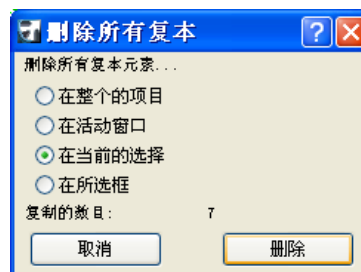 删除所有复本
删除所有复本元素...
在整个的项目
在活动窗口
在当前的选择
在所选框
复制的数目: 7
取消 删除